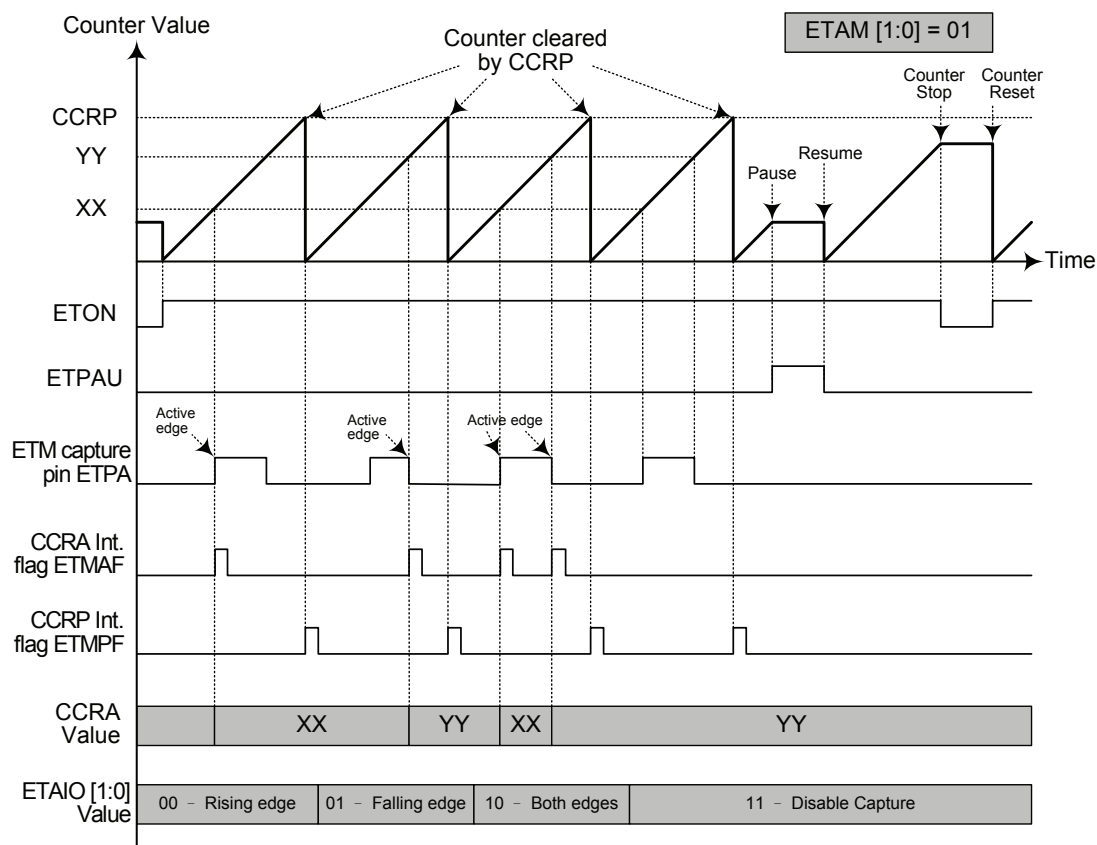 Counter Value
ETAM [1:0] = 01
Counter cleared
by CCRP
Counter
Stop
Counter
Reset
CCRP
YY
XX
Pause
Resume
Time
ETON
ETPAU
Active
edge
Active
edge
Active edge
ETM capture
pin ETPA
CCRA Int.
flag ETMAF
CCRP Int.
flag ETMPF
CCRA
Value
XX
YY
XX
YY
ETAIO [1:0]
Value
00 – Rising edge
01 – Falling edge
10 – Both edges
11 – Disable Capture